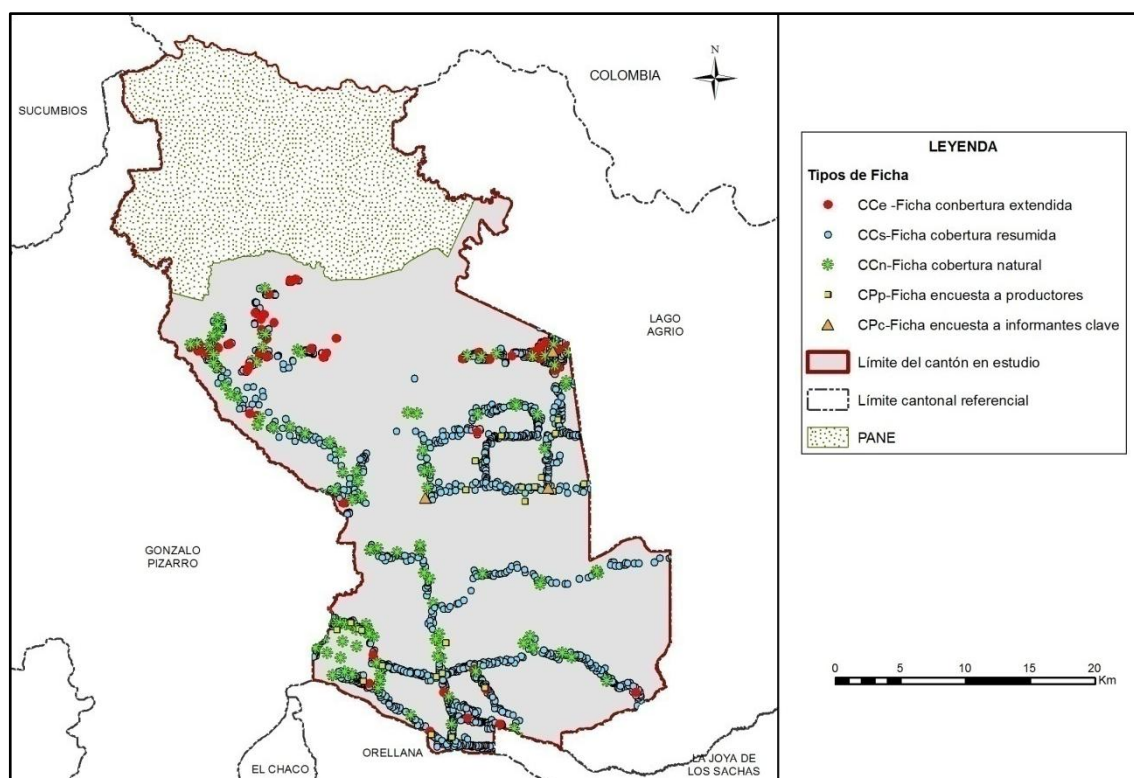 COLOMBIA
N
SUCUMBIOS
LAGO
AGRIO
GONZALO
PIZARRO
ORELLANA
EL CHACO
LA JOYA DE
LOS SACHAS
LEYENDA
Tipos de Ficha
CCe -Ficha conbertura extendida
CCs-Ficha cobertura resumida
CCn-Ficha cobertura natural
CPp-Ficha encuesta a productores
CPc-Ficha encuesta a informantes clave
Límite del cantón en estudio
Límite cantonal referencial
PANE
0 5 10 15 20
Km